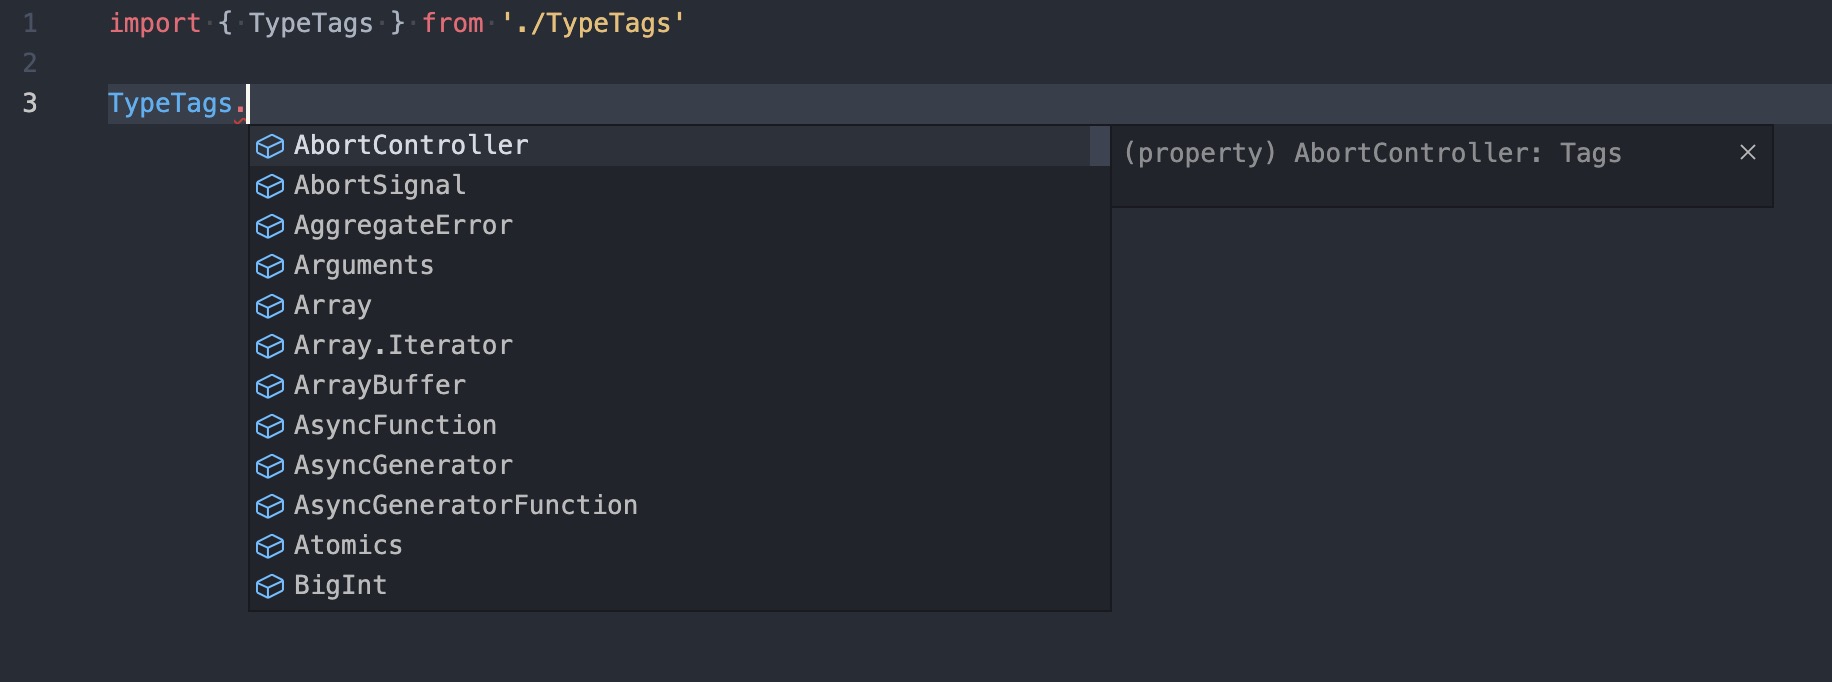 1 import { TypeTags } from './TypeTags'
2
3 TypeTags.
AbortController
(property) AbortController: Tags
AbortSignal
AggregateError
Arguments
Array
Array.Iterator
ArrayBuffer
AsyncFunction
AsyncGenerator
AsyncGeneratorFunction
Atomics
BigInt